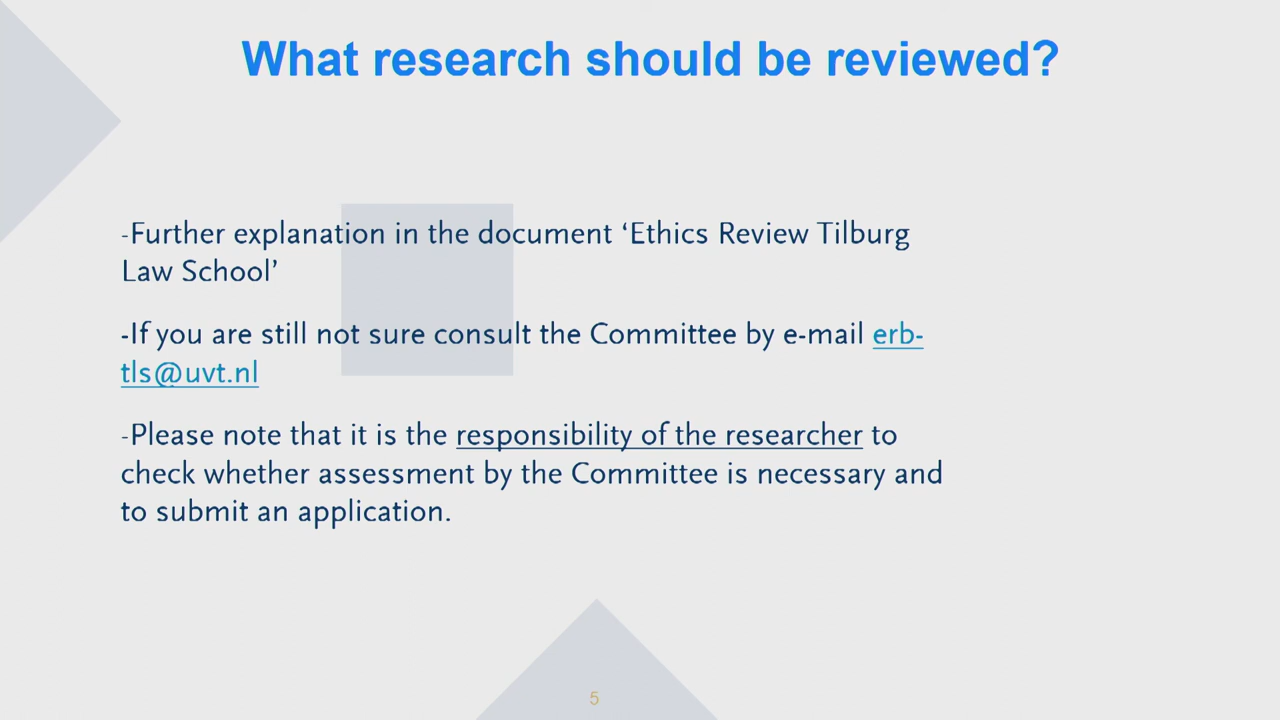 What research should be reviewed?
-Further explanation in the document ‘Ethics Review Tilburg
Law School’
-If you are still not sure consult the Committee by e-mail erb-
tls@uvt.nl
-Please note that it is the responsibility of the researcher to
check whether assessment by the Committee is necessary and
to submit an application.
5